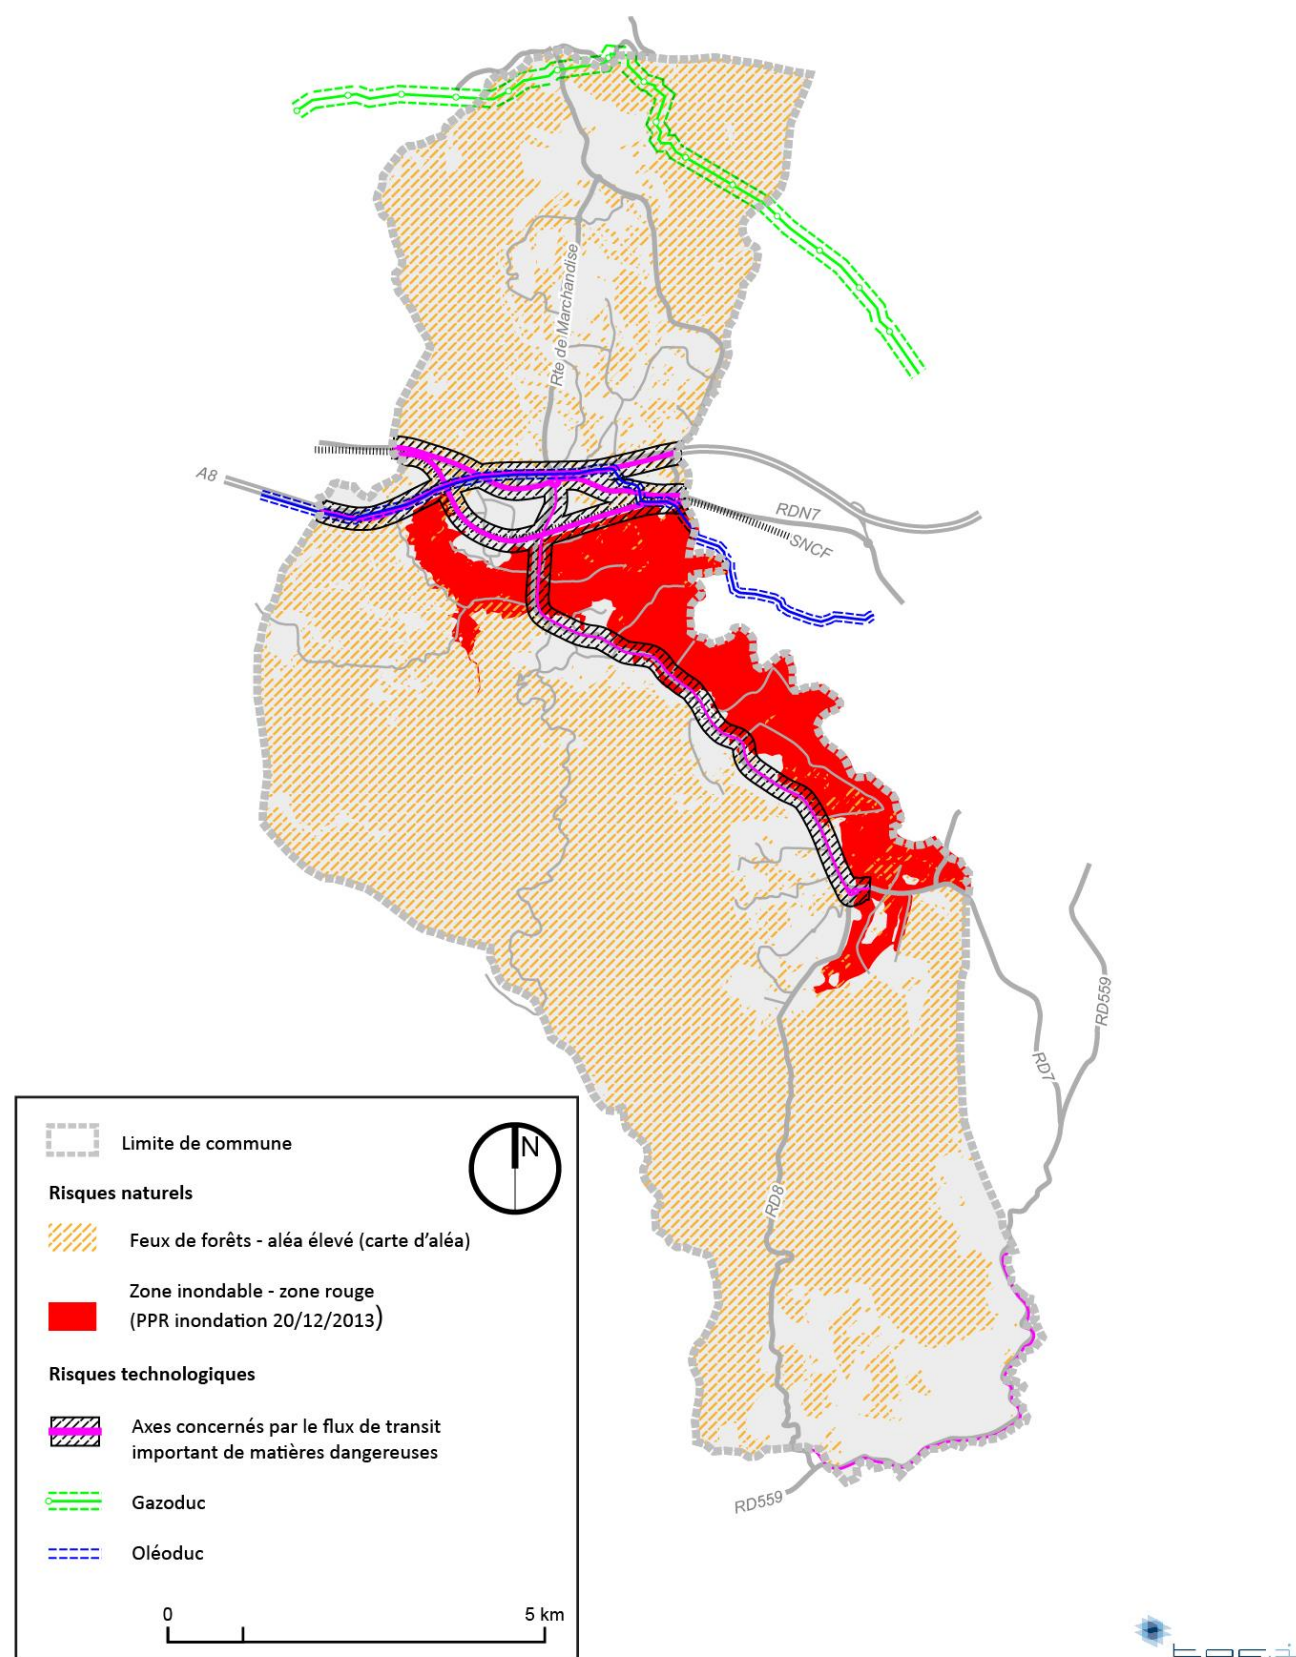 Rte de Marchandise
A8
RDN7
SNCF
RD559
RD7
RD8
RD559
N
Limite de commune
Risques naturels
Feux de forêts - aléa élevé (carte d'aléa)
Zone inondable - zone rouge
(PPR inondation 20/12/2013)
Risques technologiques
Axes concernés par le flux de transit
important de matières dangereuses
Gazoduc
Oléoduc
0 5 km